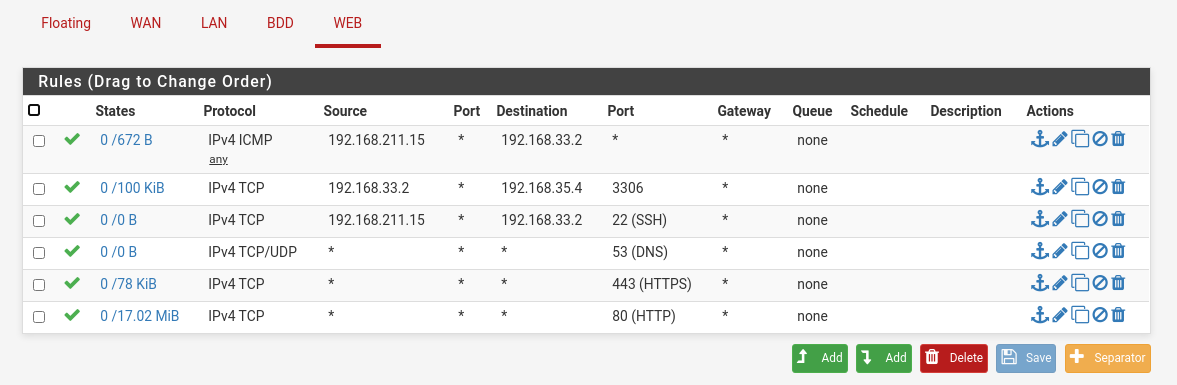 Floating WAN LAN BDD WEB
Rules (Drag to Change Order)
States Protocol Source Port Destination Port Gateway Queue Schedule Description Actions
0 /672 B IPv4 ICMP 192.168.211.15 * 192.168.33.2 * * none
any
0 /100 KiB IPv4 TCP 192.168.33.2 * 192.168.35.4 3306 * none
0 /0 B IPv4 TCP 192.168.211.15 * 192.168.33.2 22 (SSH) * none
0 /0 B IPv4 TCP/UDP * * * 53 (DNS) * none
0 /78 KiB IPv4 TCP * * * 443 (HTTPS) * none
0 /17.02 MiB IPv4 TCP * * * 80 (HTTP) * none
Add Add Delete Save Separator